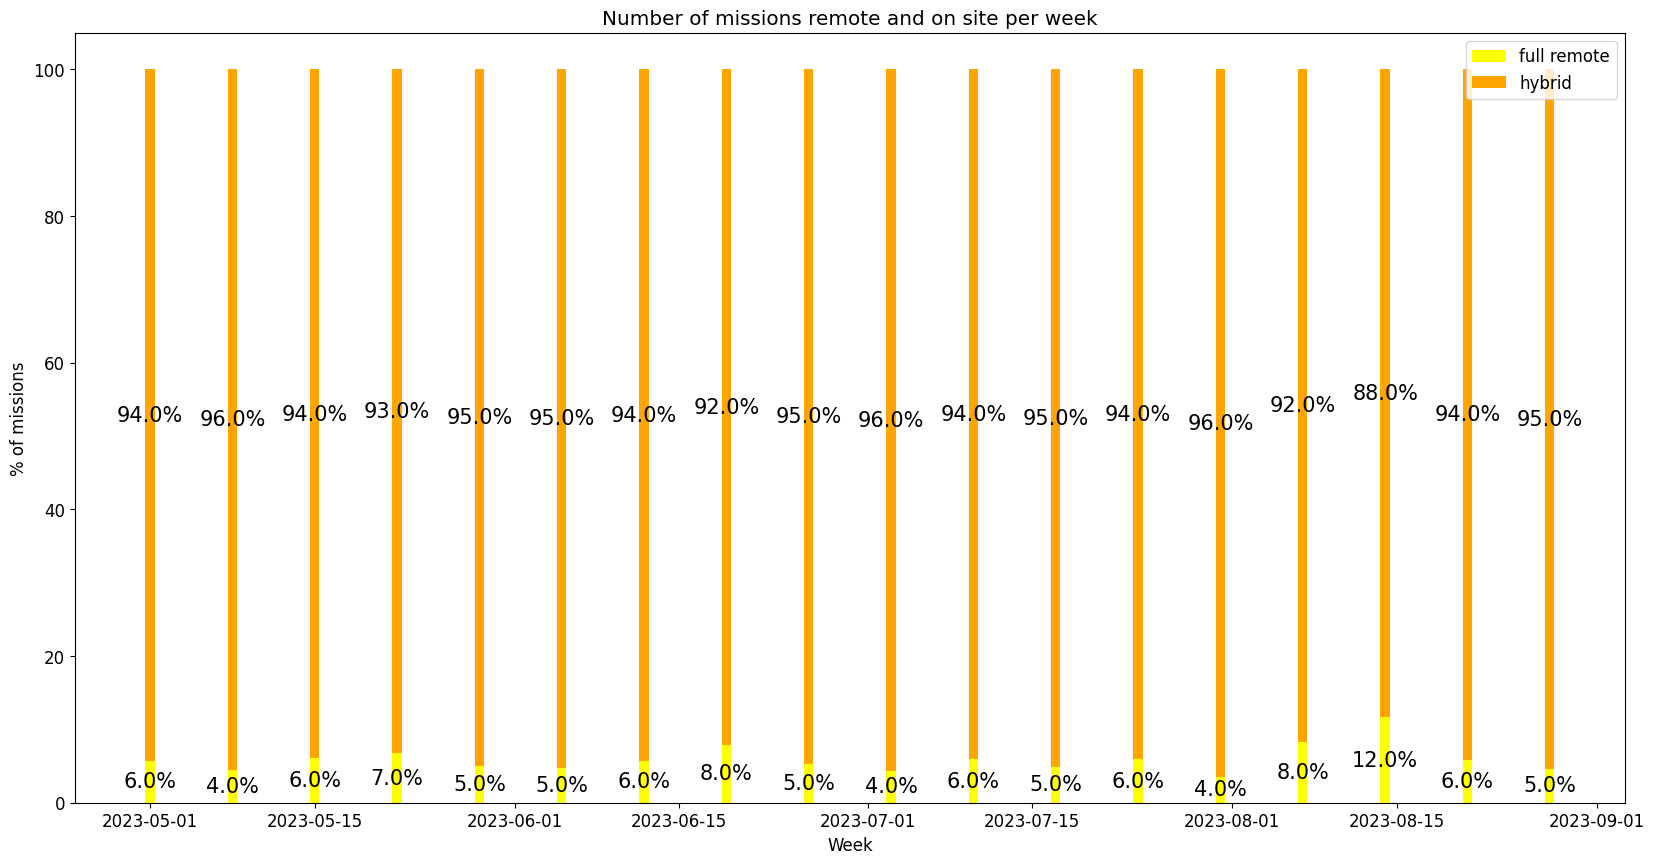 Number of missions remote and on site per week
full remote
hybrid
% of missions
100
80
60
40
20
0
94.0% 96.0% 94.0% 93.0% 95.0% 95.0% 94.0% 92.0% 95.0% 96.0% 94.0% 95.0% 94.0% 96.0% 92.0% 88.0% 94.0% 95.0%
6.0% 4.0% 6.0% 7.0% 5.0% 5.0% 6.0% 8.0% 5.0% 4.0% 6.0% 5.0% 6.0% 4.0% 8.0% 12.0% 6.0% 5.0%
2023-05-01 2023-05-15 2023-06-01 2023-06-15 2023-07-01 2023-07-15 2023-08-01 2023-08-15 2023-09-01
Week